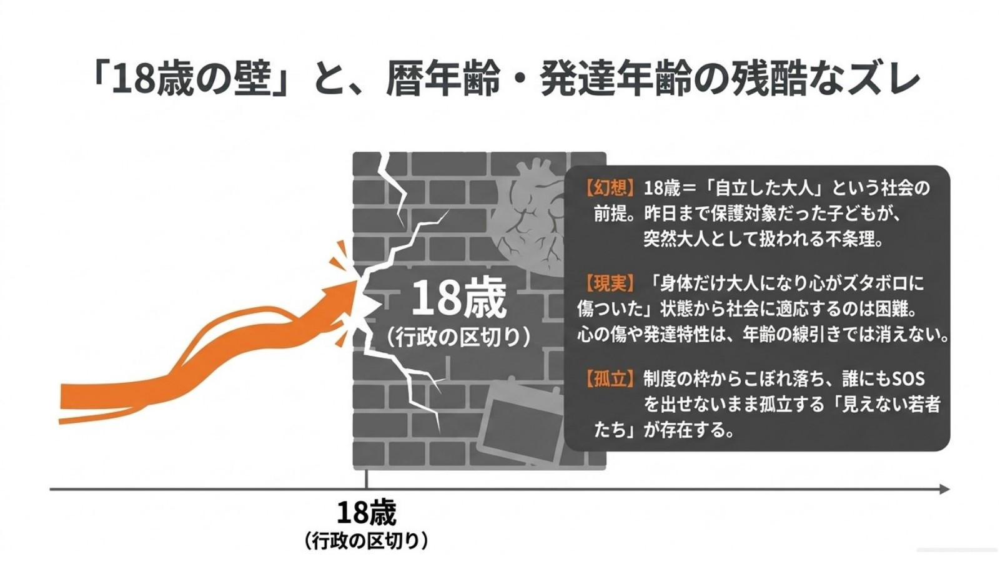 「18歳の壁」と、暦年齢・発達年齢の残酷なズレ
18歳
（行政の区切り）
【幻想】18歳＝「自立した大人」という社会の
前提。昨日まで保護対象だった子どもが、
突然大人として扱われる不条理。
【現実】「身体だけ大人になり心がズタボロに
傷ついた」状態から社会に適応するのは困難。
心の傷や発達特性は、年齢の線引きでは消えない。
【孤立】制度の枠からこぼれ落ち、誰にもSOS
を出せないまま孤立する「見えない若者
たち」が存在する。
18歳
（行政の区切り）